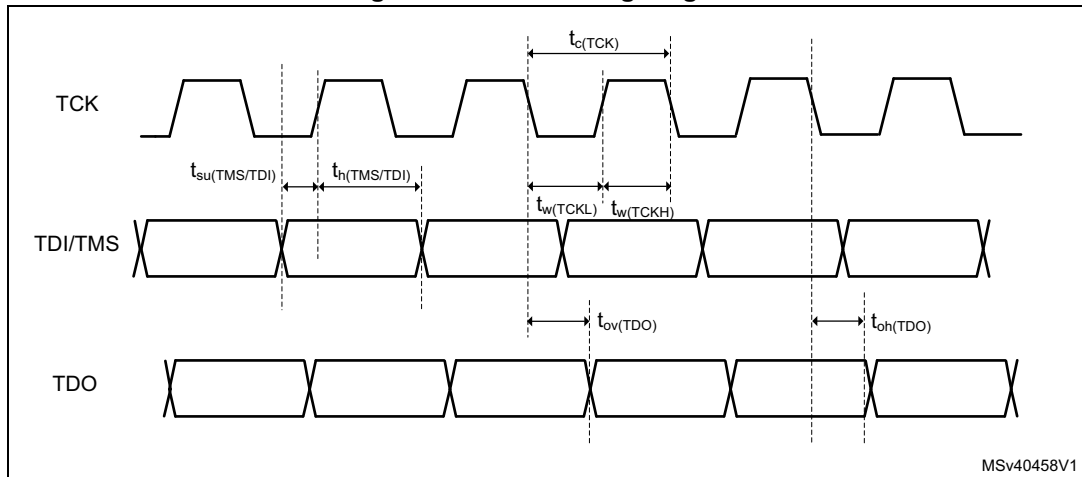 t_c(TCK)
TCK
t_su(TMS/TDI) t_h(TMS/TDI)
t_w(TCKL) t_w(TCKH)
TDI/TMS
t_ov(TDO) t_oh(TDO)
TDO
MSv40458V1